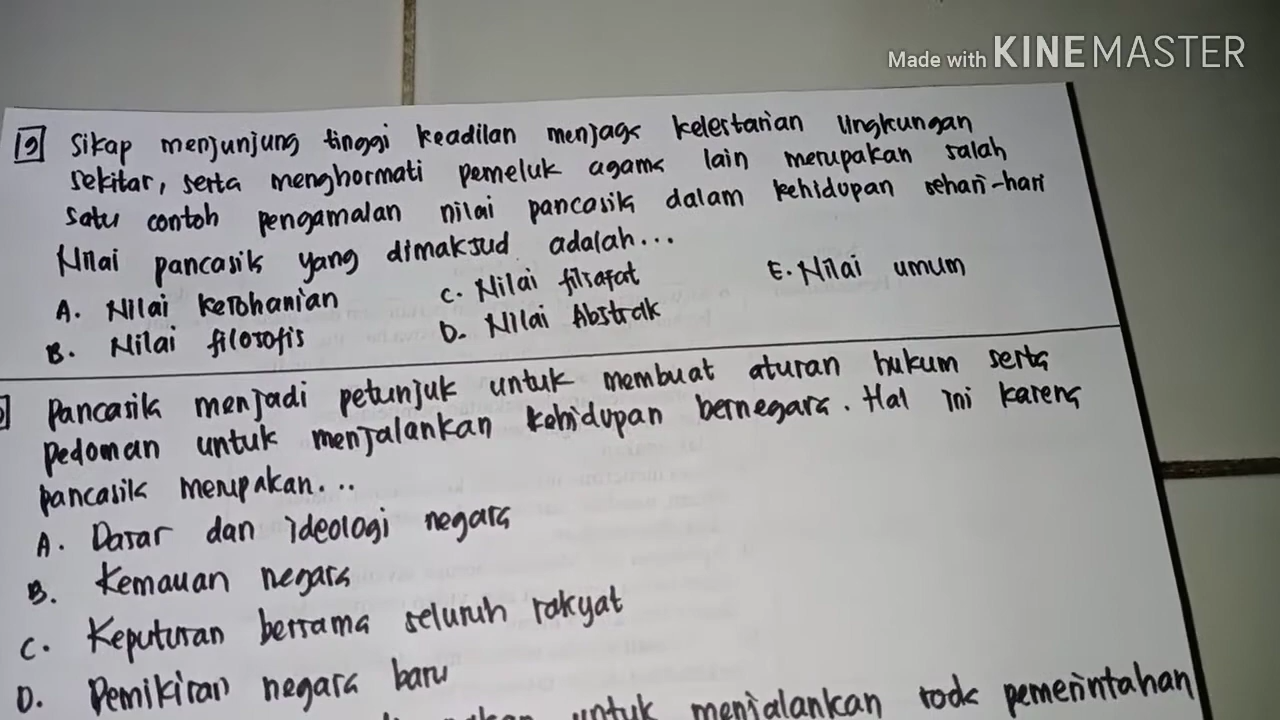 Made with KINEMASTER
9 Sikap menjunjung tinggi keadilan menjaga kelestarian lingkungan
sekitar, serta menghormati pemeluk agama lain merupakan salah
satu contoh pengamalan nilai pancasila dalam kehidupan sehari-hari
Nilai pancasila yang dimaksud adalah...
A. Nilai kerohanian
B. Nilai filosofis
C. Nilai filsafat
D. Nilai Abstrak
E. Nilai umum
Pancasila menjadi petunjuk untuk membuat aturan hukum serta
pedoman untuk menjalankan kehidupan bernegara. Hal ini karena
pancasila merupakan...
A. Dasar dan ideologi negara
B. Kemauan negara
C. Keputusan bersama seluruh rakyat
D. Pemikiran negara baru
untuk menjalankan roda pemerintahan